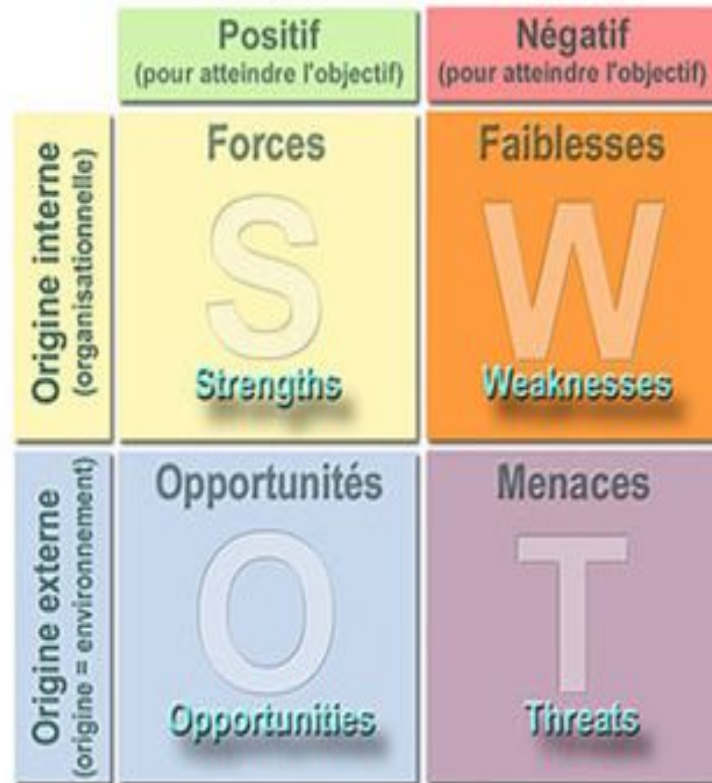 Positif
(pour atteindre l'objectif)
Négatif
(pour atteindre l'objectif)
Origine interne
(organisationnelle)
Forces
S
Strengths
Faiblesses
W
Weaknesses
Origine externe
(origine = environnement)
Opportunités
O
Opportunities
Menaces
T
Threats